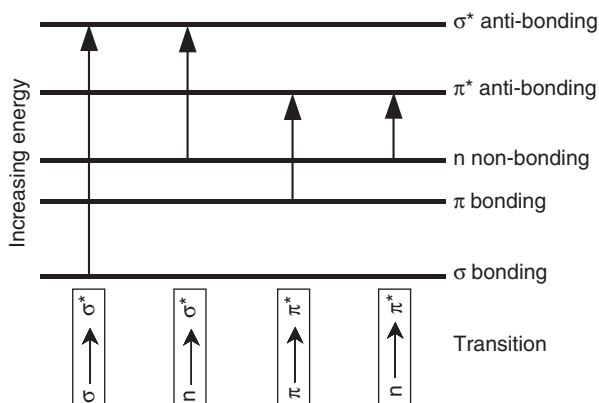 σ* anti-bonding
π* anti-bonding
n non-bonding
π bonding
σ bonding
Increasing energy
σ → σ*
n → σ*
π → π*
n → π*
Transition